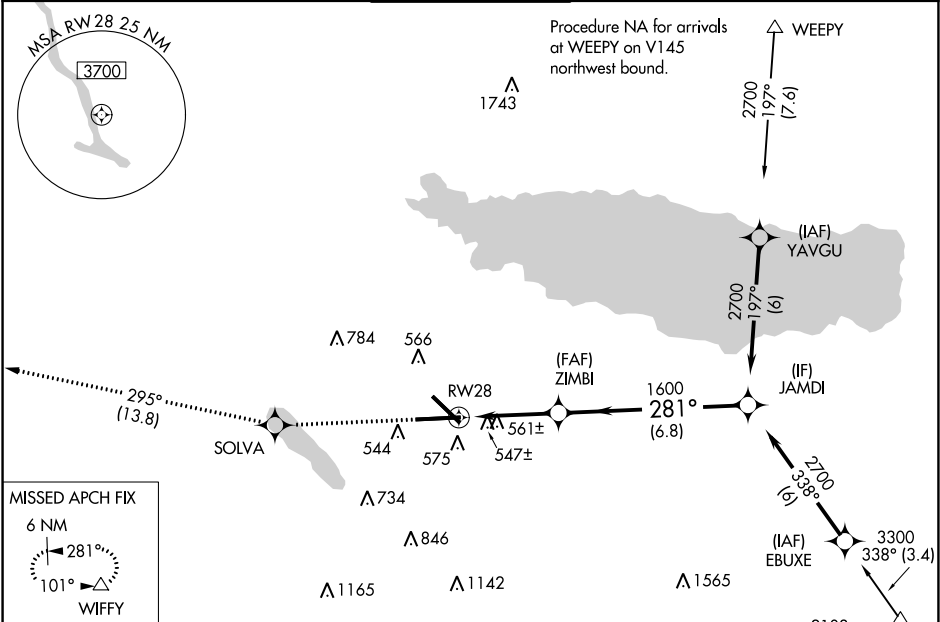 MSA RW28 25 NM
3700
Procedure NA for arrivals
at WEEPY on V145
northwest bound.
WEEPY
1743
2700
197°
(7.6)
(IAF)
YAVGU
2700
197°
(6)
784
566
(FAF)
ZIMBI
(IF)
JAMDI
RW28
1600
281°
(6.8)
295°
(13.8)
SOLVA
544
575
561±
547±
2700
338°
(6)
734
846
1165
1142
1565
(IAF)
EBUXE
3300
338° (3.4)
MISSED APCH FIX
6 NM
281°
101°
WIFFY